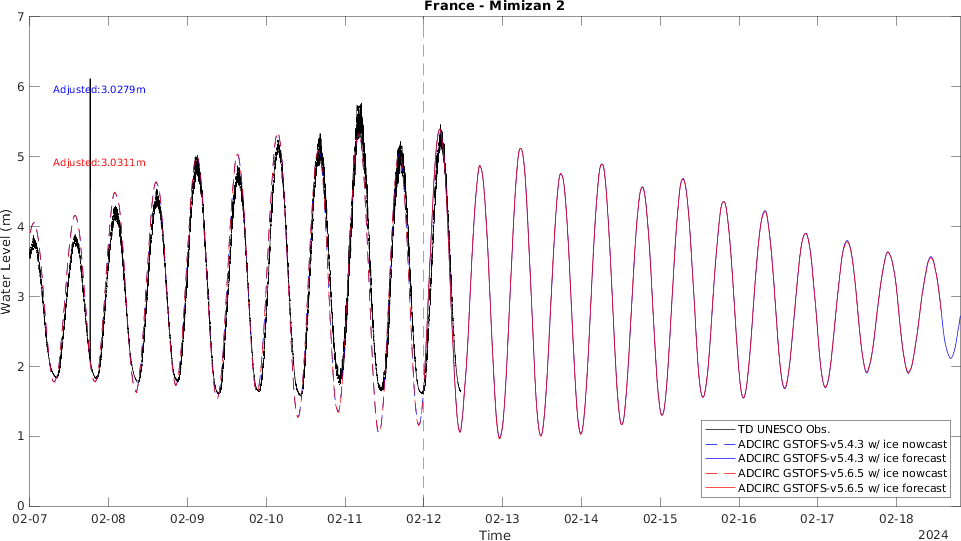 France - Mimizan 2
Water Level (m)
7
6
5
4
3
2
1
0
Adjusted:3.0279m
Adjusted:3.0311m
TD UNESCO Obs.
ADCIRC GSTOFS-v5.4.3 w/ ice nowcast
ADCIRC GSTOFS-v5.4.3 w/ ice forecast
ADCIRC GSTOFS-v5.6.5 w/ ice nowcast
ADCIRC GSTOFS-v5.6.5 w/ ice forecast
02-07 02-08 02-09 02-10 02-11 02-12 02-13 02-14 02-15 02-16 02-17 02-18
Time
2024